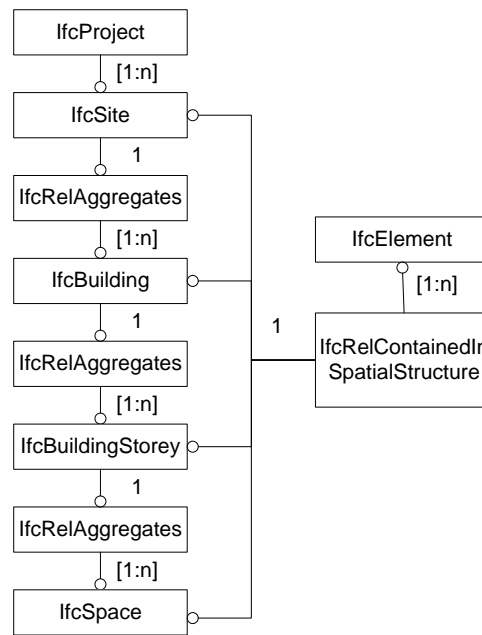 IfcProject
[1:n]
IfcSite
1
IfcRelAggregates
[1:n]
IfcBuilding
1
IfcRelAggregates
[1:n]
IfcBuildingStorey
1
IfcRelAggregates
[1:n]
IfcSpace
1
IfcElement
[1:n]
IfcRelContainedIn
SpatialStructure